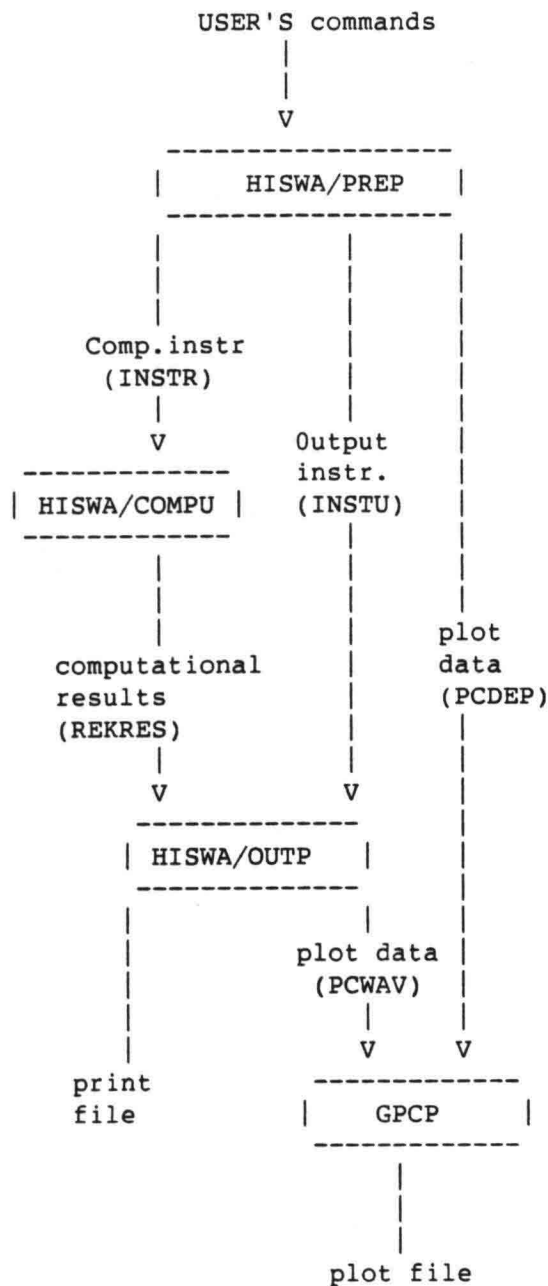 USER'S commands
V
HISWA/PREP
Comp.instr
(INSTR)
V
Output
instr.
(INSTU)
HISWA/COMPU
plot
data
(PCDEP)
computational
results
(REKRES)
V V
HISWA/OUTP
plot data
(PCWAV)
V V
print
file
GPCP
plot file